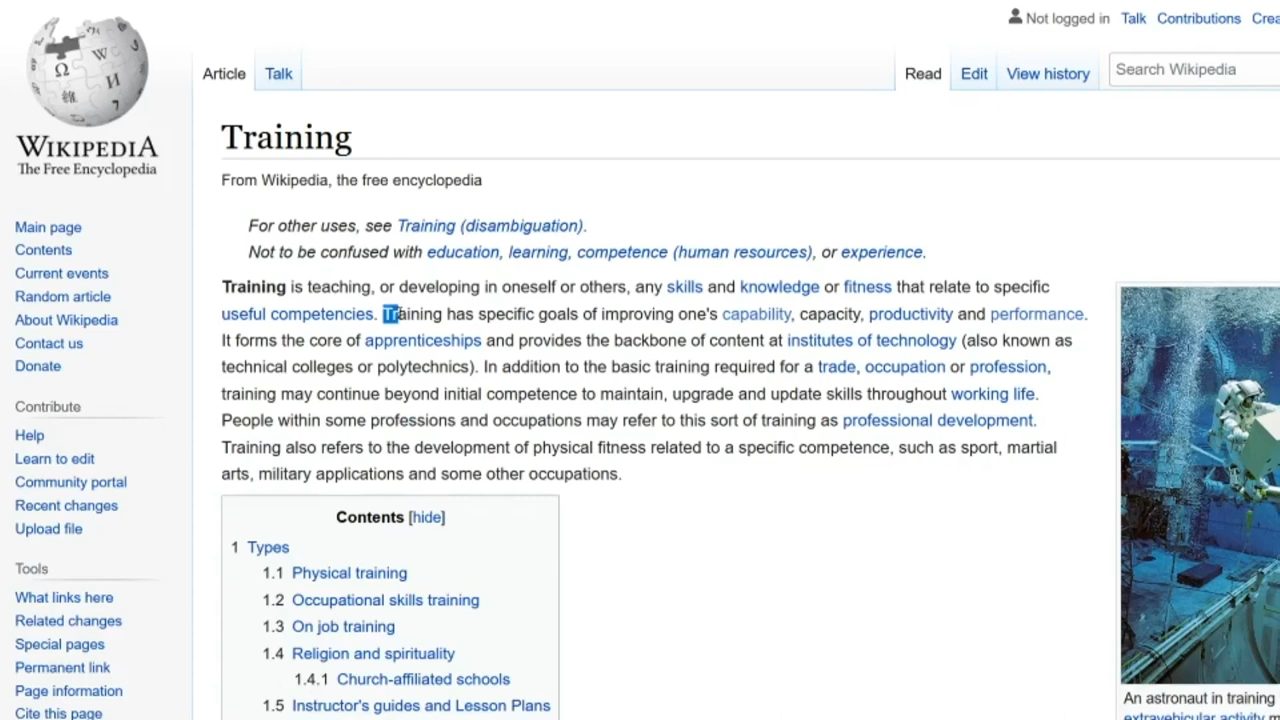 Not logged in Talk Contributions Crea
Article Talk Read Edit View history Search Wikipedia
WIKIPEDIA
The Free Encyclopedia
Main page
Contents
Current events
Random article
About Wikipedia
Contact us
Donate
Contribute
Help
Learn to edit
Community portal
Recent changes
Upload file
Tools
What links here
Related changes
Special pages
Permanent link
Page information
Cite this page
Training
From Wikipedia, the free encyclopedia
For other uses, see Training (disambiguation).
Not to be confused with education, learning, competence (human resources), or experience.
Training is teaching, or developing in oneself or others, any skills and knowledge or fitness that relate to specific
useful competencies. Training has specific goals of improving one's capability, capacity, productivity and performance.
It forms the core of apprenticeships and provides the backbone of content at institutes of technology (also known as
technical colleges or polytechnics). In addition to the basic training required for a trade, occupation or profession,
training may continue beyond initial competence to maintain, upgrade and update skills throughout working life.
People within some professions and occupations may refer to this sort of training as professional development.
Training also refers to the development of physical fitness related to a specific competence, such as sport, martial
arts, military applications and some other occupations.
Contents [hide]
1 Types
1.1 Physical training
1.2 Occupational skills training
1.3 On job training
1.4 Religion and spirituality
1.4.1 Church-affiliated schools
1.5 Instructor's guides and Lesson Plans
An astronaut in training
extravehicular activity